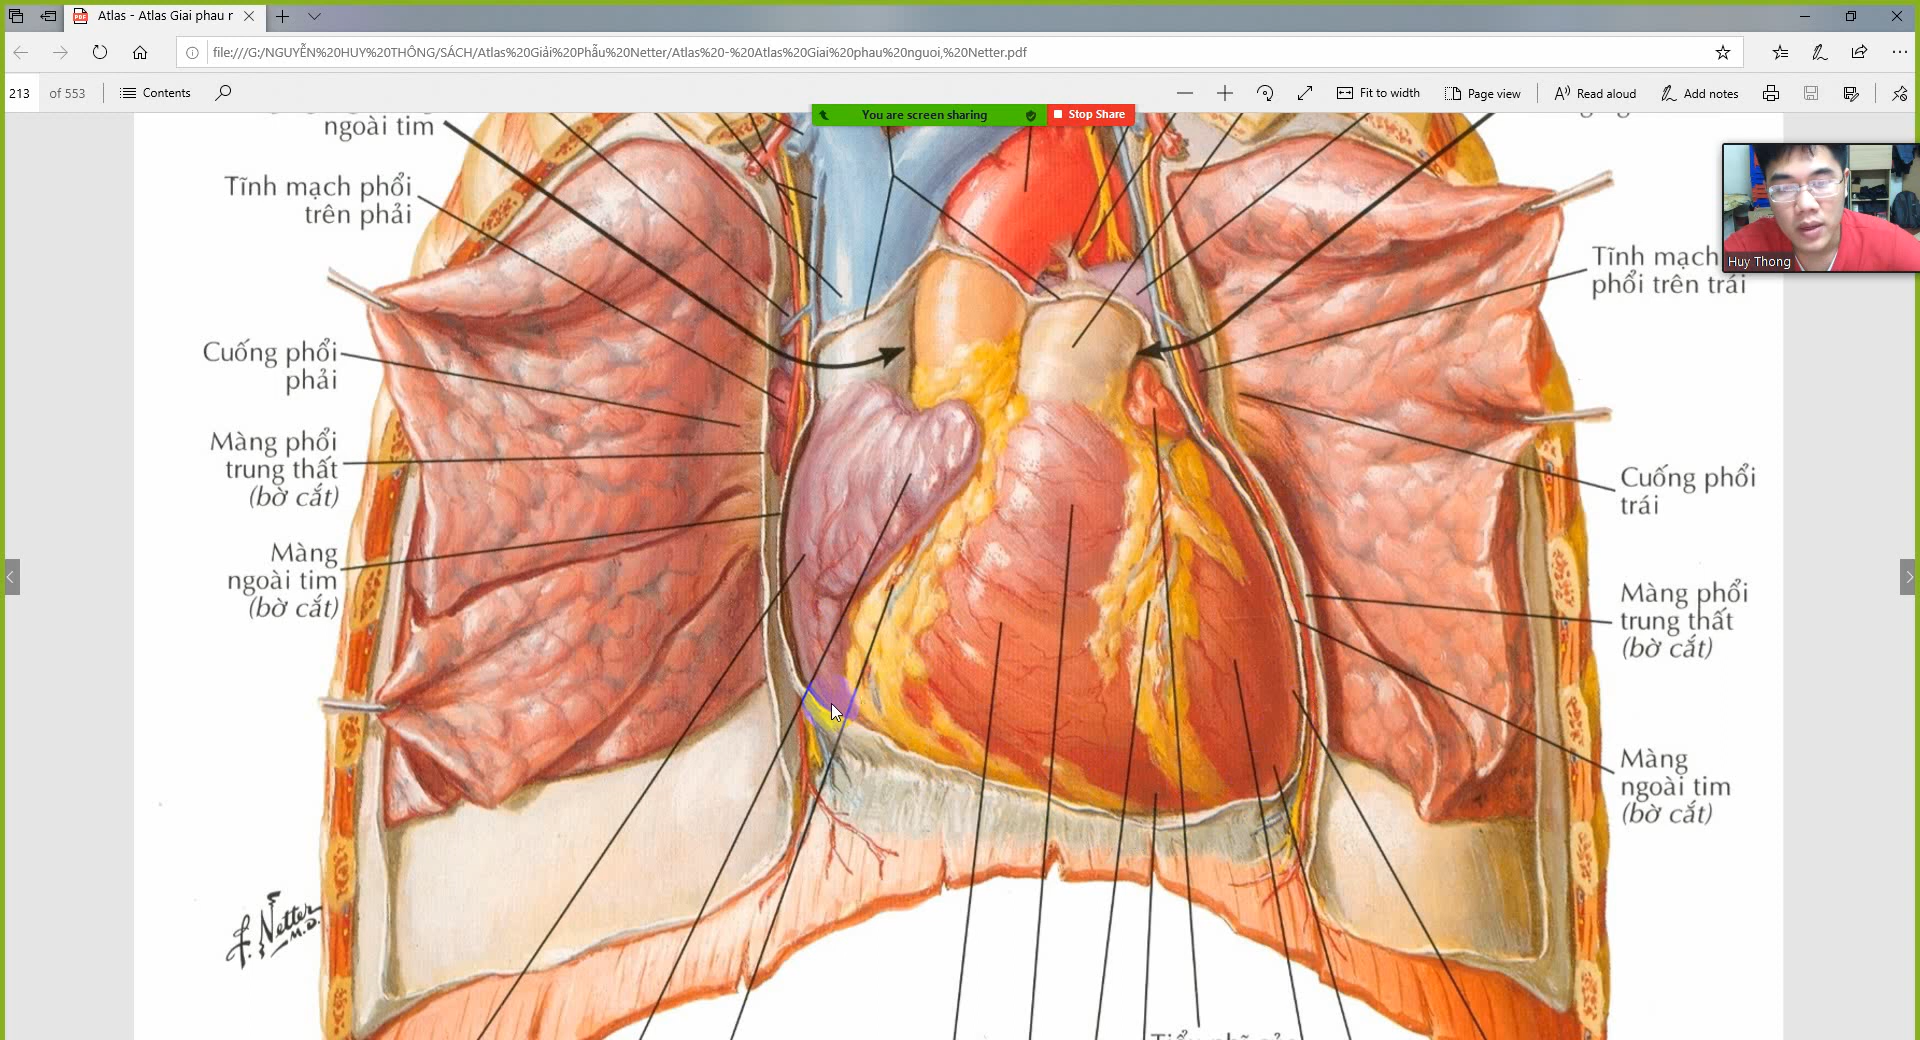 Atlas - Atlas Giai phau r
file:///G:/NGUYỄN%20HUY%20THÔNG/SÁCH/Atlas%20Giải%20Phẫu%20Netter/Atlas%20-%20Atlas%20Giai%20phau%20nguoi,%20Netter.pdf
213 of 553 Contents Fit to width Page view Read aloud Add notes
You are screen sharing Stop Share
ngoài tim
Tĩnh mạch phổi
trên phải
Cuống phổi
phải
Màng phổi
trung thất
(bờ cắt)
Màng
ngoài tim
(bờ cắt)
F. Netter
M.D.
Huy Thong
Tĩnh mạch
phổi trên trái
Cuống phổi
trái
Màng phổi
trung thất
(bờ cắt)
Màng
ngoài tim
(bờ cắt)